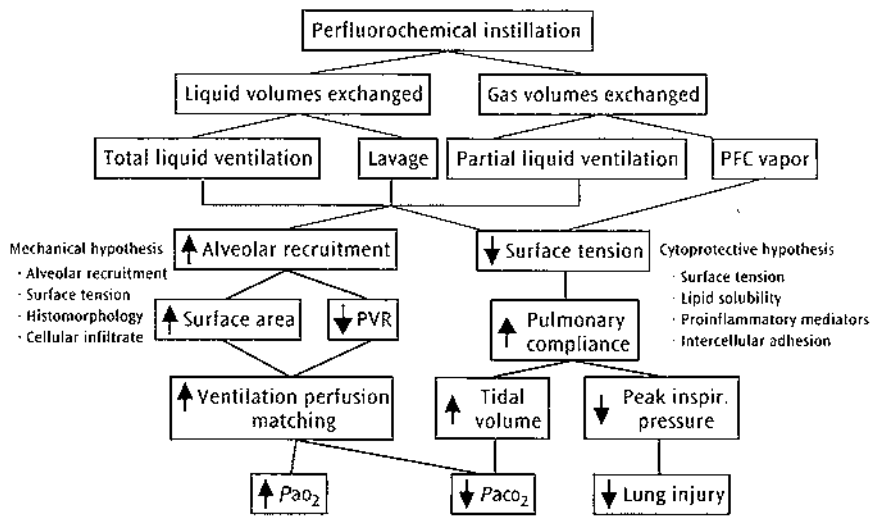 Perfluorochemical instillation
Liquid volumes exchanged
Gas volumes exchanged
Total liquid ventilation
Lavage
Partial liquid ventilation
PFC vapor
Mechanical hypothesis
· Alveolar recruitment
· Surface tension
· Histomorphology
· Cellular infiltrate
↑ Alveolar recruitment
↓ Surface tension
Cytoprotective hypothesis
· Surface tension
· Lipid solubility
· Proinflammatory mediators
· Intercellular adhesion
↑ Surface area
↓ PVR
↑ Pulmonary
compliance
↑ Ventilation perfusion
matching
↑ Tidal
volume
↓ Peak inspir.
pressure
↑ Pao₂
↓ Paco₂
↓ Lung injury